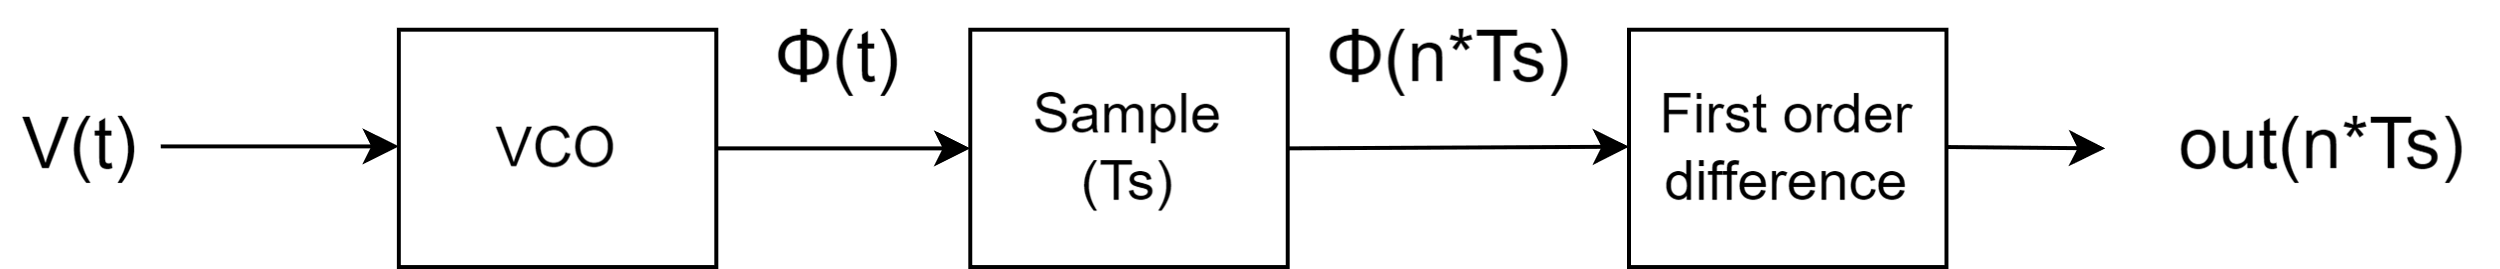 V(t)
VCO
Φ(t)
Sample
(Ts)
Φ(n*Ts)
First order
difference
out(n*Ts)